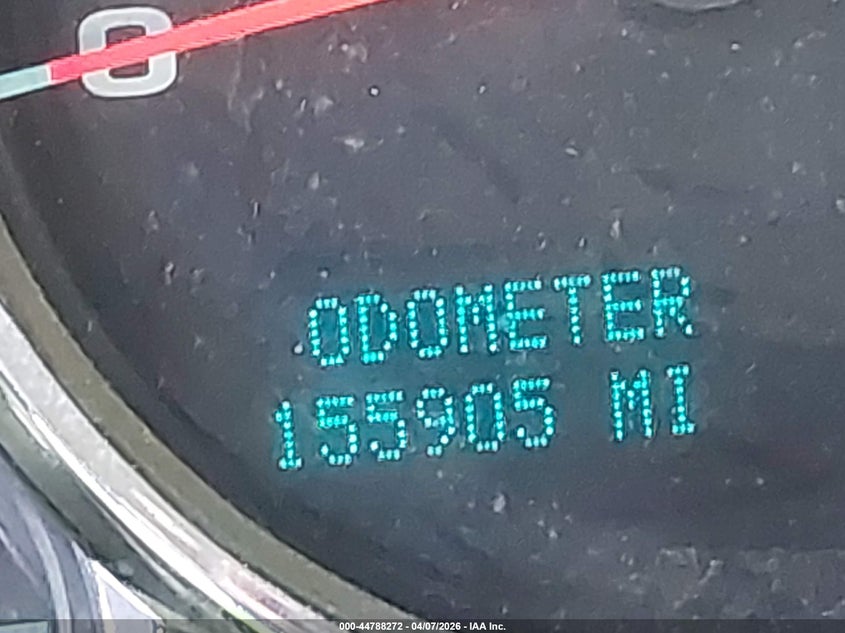 0
ODOMETER
155905 MI
000-44788272 - 04/07/2026 - IAA Inc.